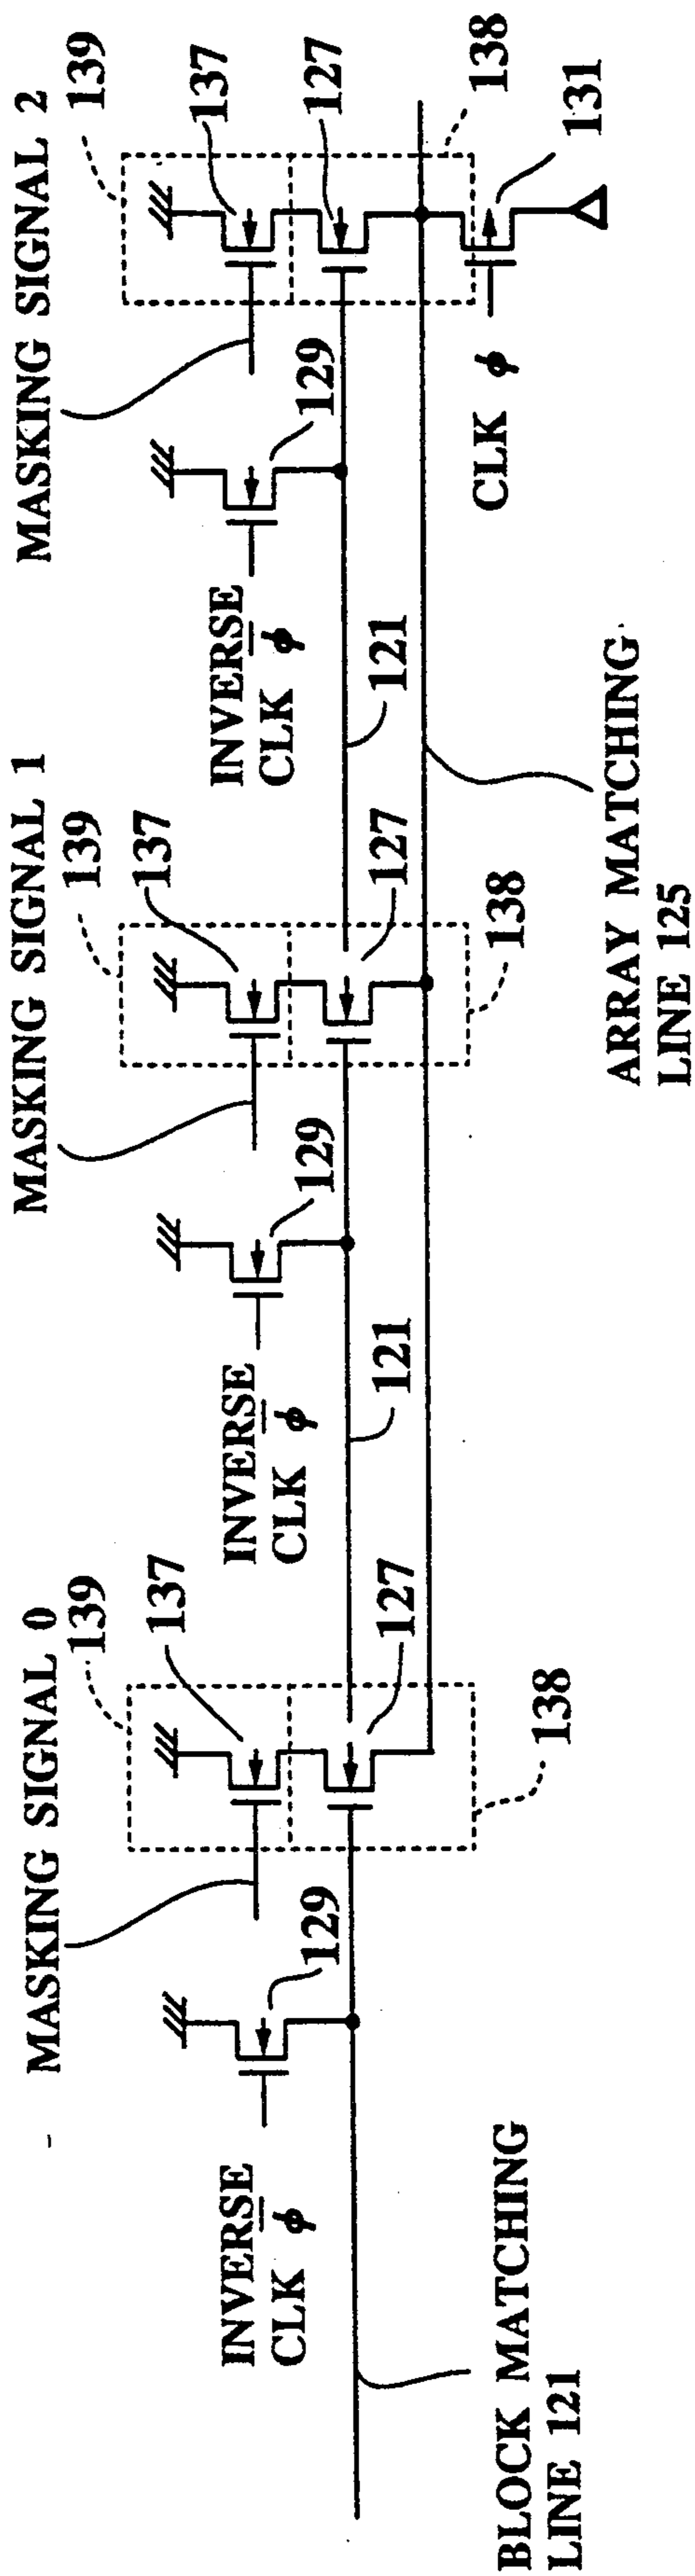 MASKING SIGNAL 0
139
137
MASKING SIGNAL 1
139
137
MASKING SIGNAL 2
139
137
129
INVERSE
CLK φ̅
127
138
129
INVERSE
CLK φ̅
127
138
129
INVERSE
CLK φ̅
127
138
121
121
CLK φ
131
BLOCK MATCHING
LINE 121
ARRAY MATCHING
LINE 125